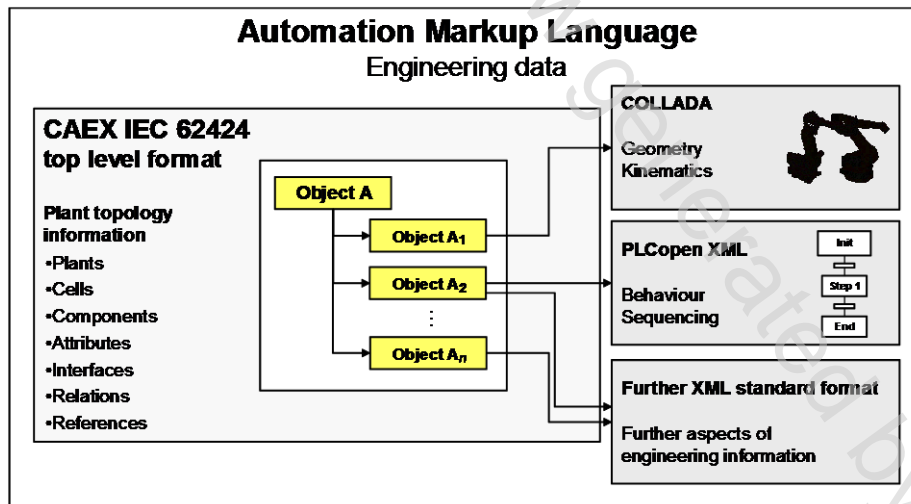 Automation Markup Language
Engineering data
CAEX IEC 62424
top level format
Plant topology
information
•Plants
•Cells
•Components
•Attributes
•Interfaces
•Relations
•References
Object A
Object A₁
Object A₂
⋮
Object Aₙ
COLLADA
Geometry
Kinematics
PLCopen XML
Behaviour
Sequencing
Init
Step 1
End
Further XML standard format
Further aspects of
engineering information
w generated by